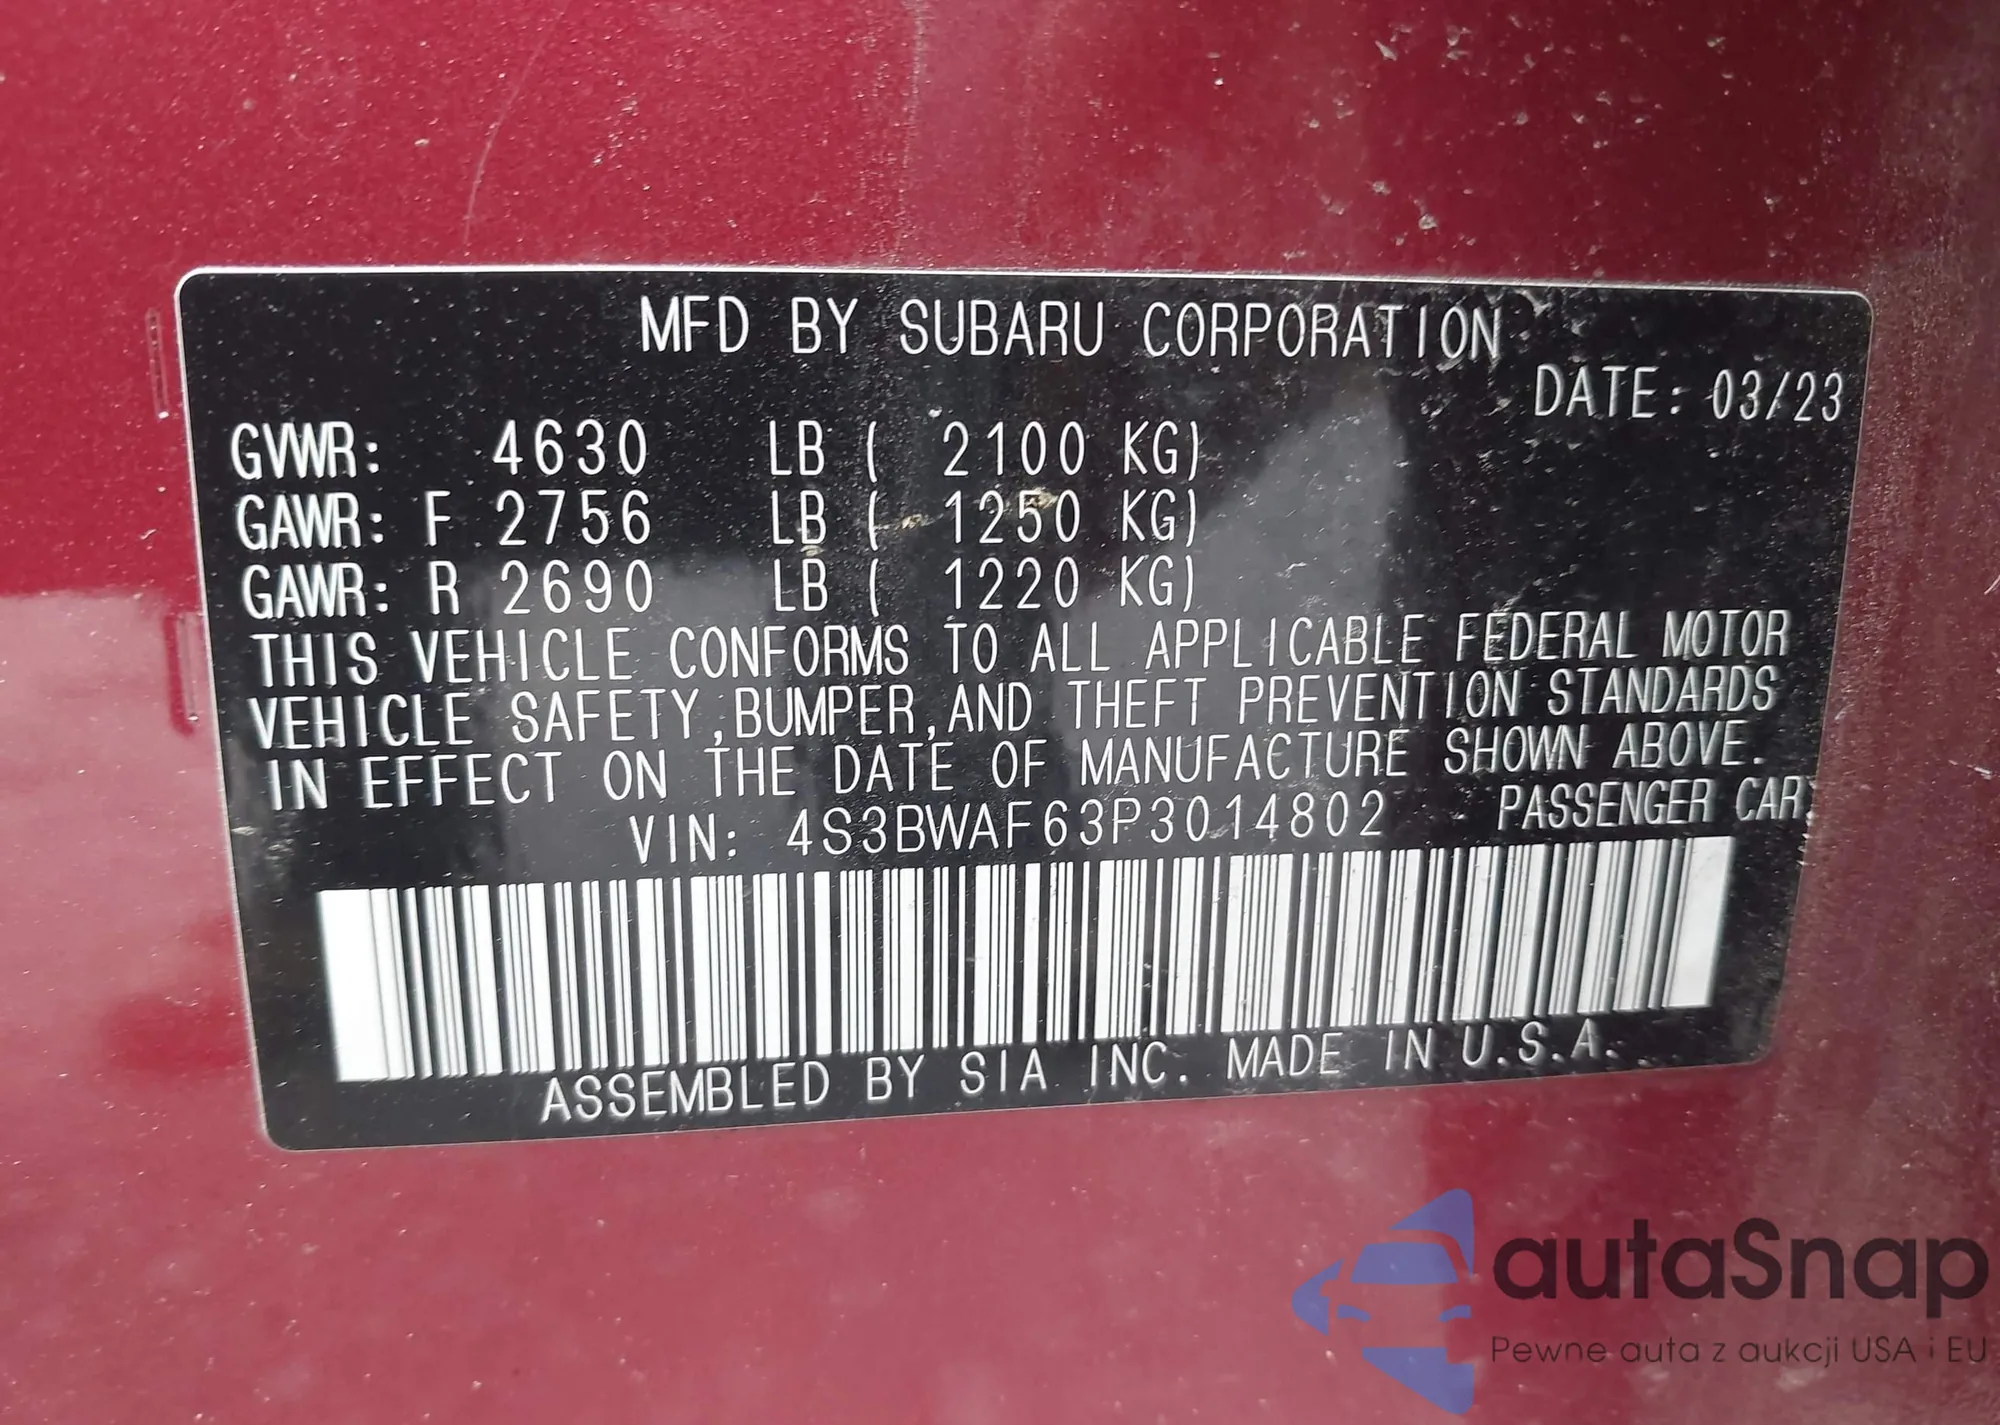 MFD BY SUBARU CORPORATION
DATE: 03/23
GVWR: 4630 LB ( 2100 KG)
GAWR: F 2756 LB ( 1250 KG)
GAWR: R 2690 LB ( 1220 KG)
THIS VEHICLE CONFORMS TO ALL APPLICABLE FEDERAL MOTOR
VEHICLE SAFETY,BUMPER,AND THEFT PREVENTION STANDARDS
IN EFFECT ON THE DATE OF MANUFACTURE SHOWN ABOVE.
VIN: 4S3BWAF63P3014802 PASSENGER CAR
ASSEMBLED BY SIA INC. MADE IN U.S.A.
autaSnap
Pewne auta z aukcji USA i EU